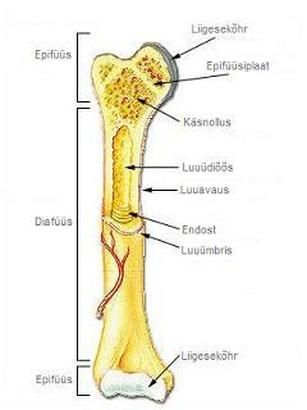 Liigesekõhr
Epifüüs
Epifüüsiplaat
Käsnollus
Luuüdiõõs
Luuavaus
Diafüüs
Endost
Luuümbris
Liigesekõhr
Epifüüs